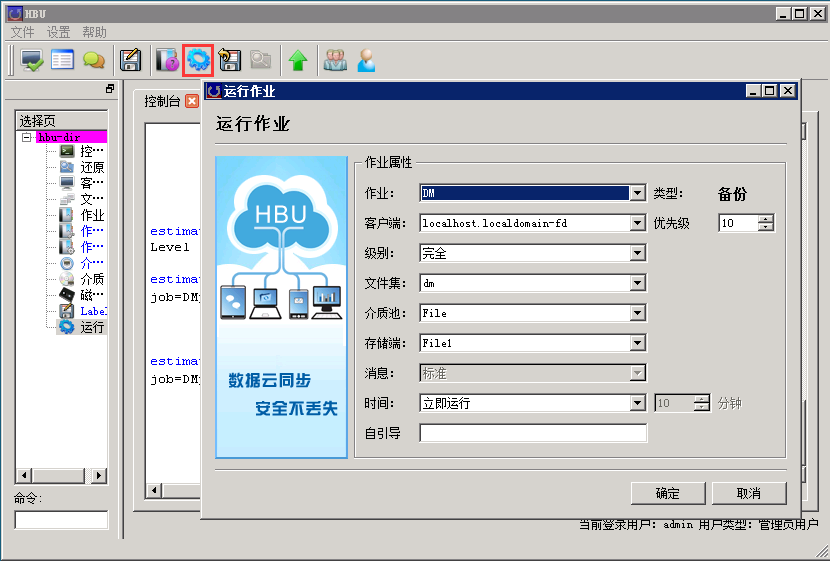 HBU
文件 设置 帮助
选择页
hbu-dir
控…
还原
客…
文…
作业
作…
作…
介…
介质
磁…
Label
运行
命令:
控制台
estimat
Level
estimat
job=DM
estimat
job=DM
运行作业
运行作业
HBU
数据云同步
安全不丢失
作业属性
作业: DM 类型: 备份
客户端: localhost.localdomain-fd 优先级 10
级别: 完全
文件集: dm
介质池: File
存储端: File1
消息: 标准
时间: 立即运行 10 分钟
自引导
确定 取消
当前登录用户: admin 用户类型: 管理员用户